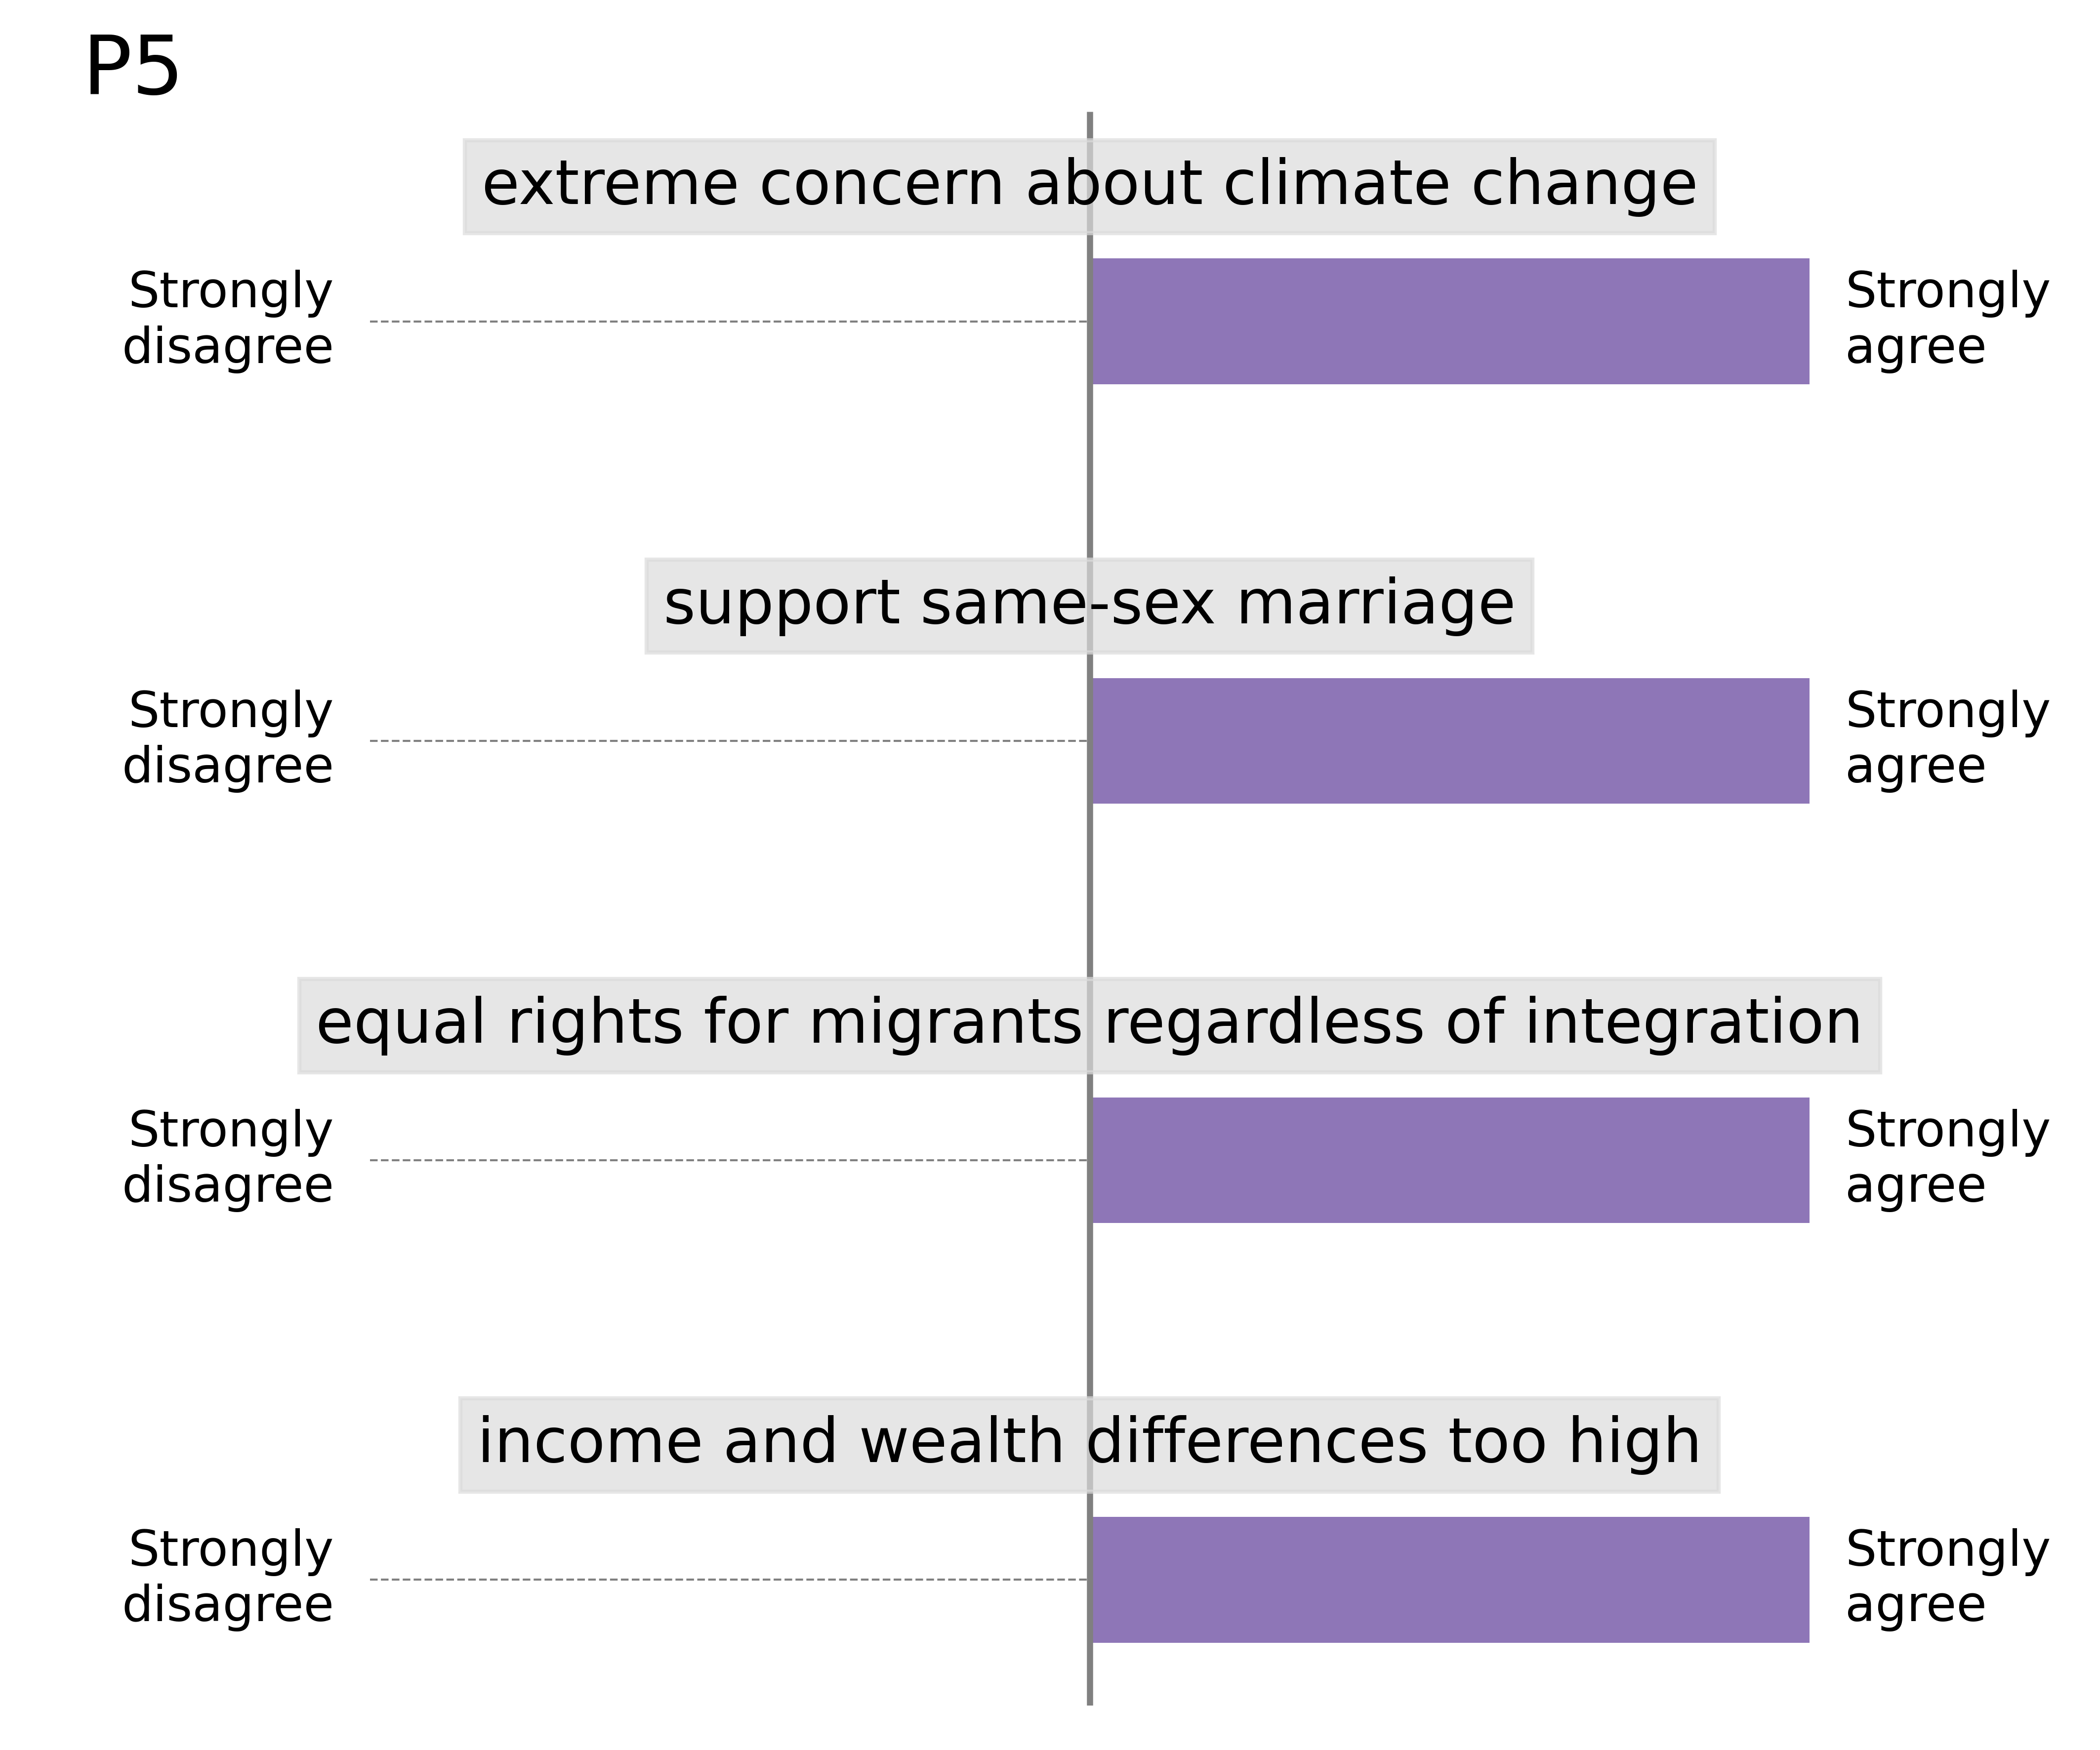 P5
extreme concern about climate change
Strongly
disagree
Strongly
agree
support same-sex marriage
Strongly
disagree
Strongly
agree
equal rights for migrants regardless of integration
Strongly
disagree
Strongly
agree
income and wealth differences too high
Strongly
disagree
Strongly
agree